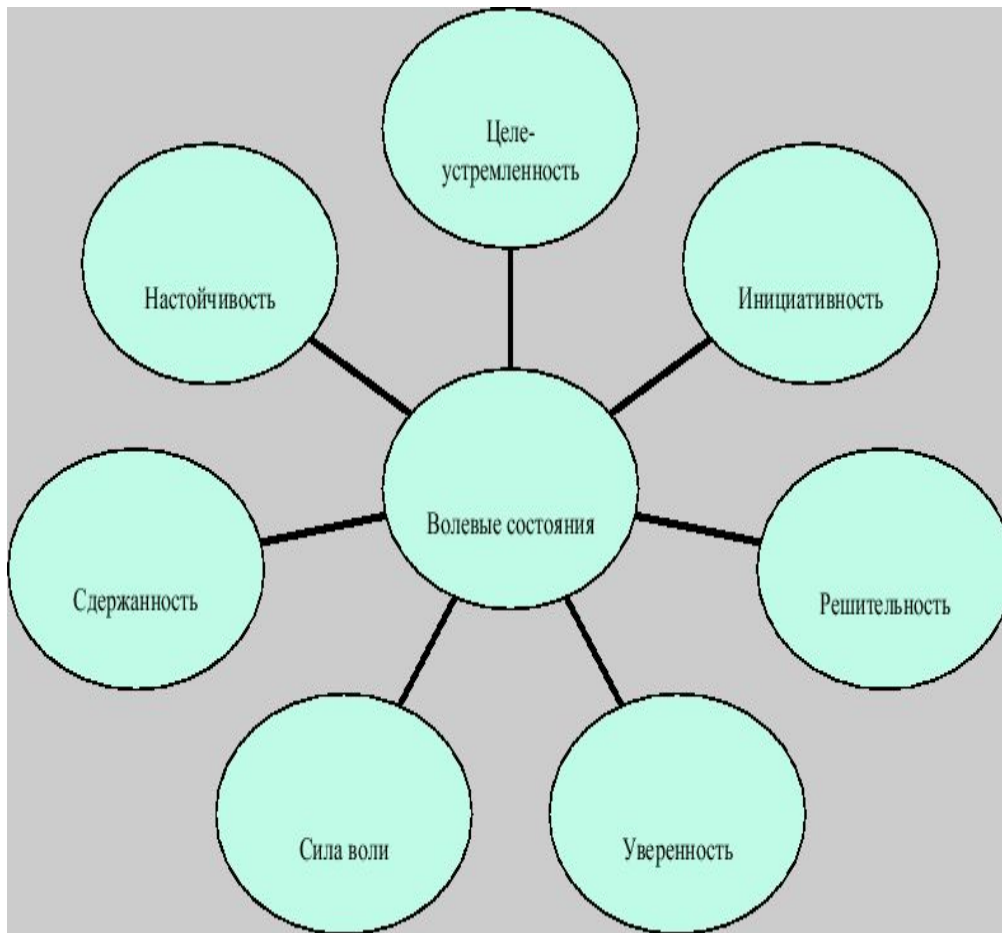 Целе-
устремленность
Настойчивость
Инициативность
Волевые состояния
Сдержанность
Решительность
Сила воли
Уверенность